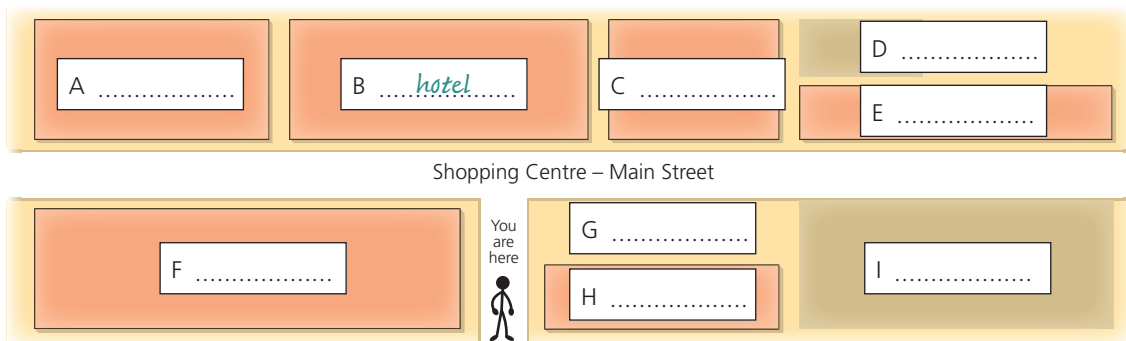 A ....................
B ....hotel....
C ....................
D ....................
E ....................
Shopping Centre – Main Street
You
are
here
F ....................
G ....................
H ....................
I ....................